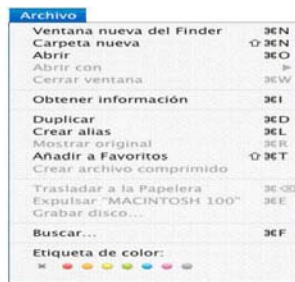 Archivo
Ventana nueva del Finder ⌘N
Carpeta nueva ⇧⌘N
Abrir ⌘O
Abrir con ▶
Cerrar ventana ⌘W
Obtener información ⌘I
Duplicar ⌘D
Crear alias ⌘L
Mostrar original ⌘R
Añadir a Favoritos ⇧⌘T
Crear archivo comprimido
Trasladar a la Papelera ⌘⌫
Expulsar "MACINTOSH 100" ⌘E
Grabar disco...
Buscar... ⌘F
Etiqueta de color:
×